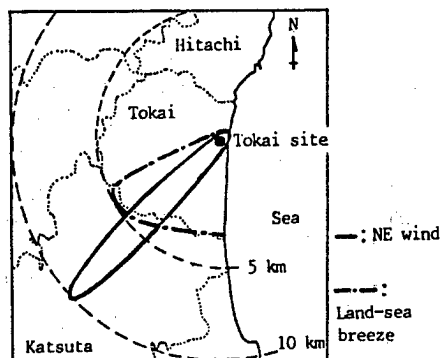 N
Hitachi
Tokai
Tokai site
Sea
—: NE wind
5 km
—·—:
Land-sea
breeze
Katsuta
10 km